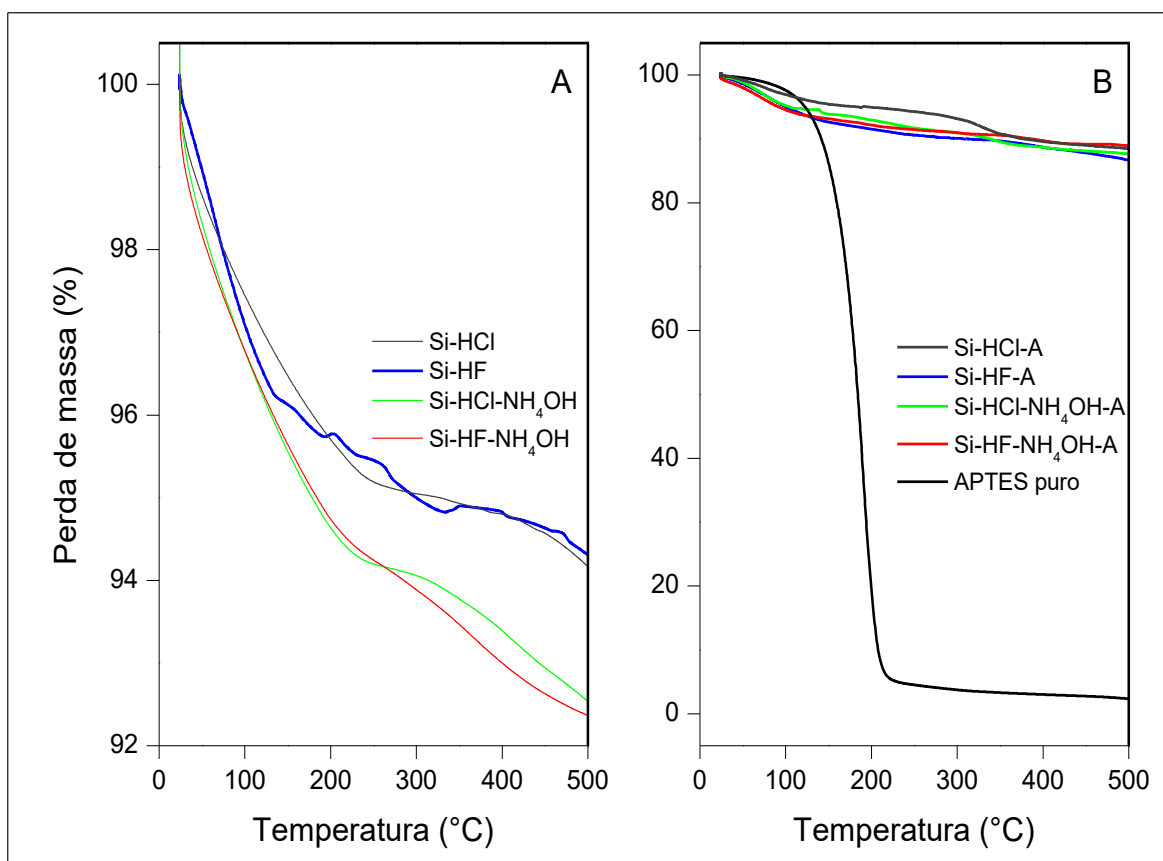 A
100
98
96
94
92
Perda de massa (%)
Si-HCl
Si-HF
Si-HCl-NH₄OH
Si-HF-NH₄OH
0 100 200 300 400 500
Temperatura (°C)
B
100
80
60
40
20
0
Si-HCl-A
Si-HF-A
Si-HCl-NH₄OH-A
Si-HF-NH₄OH-A
APTES puro
0 100 200 300 400 500
Temperatura (°C)